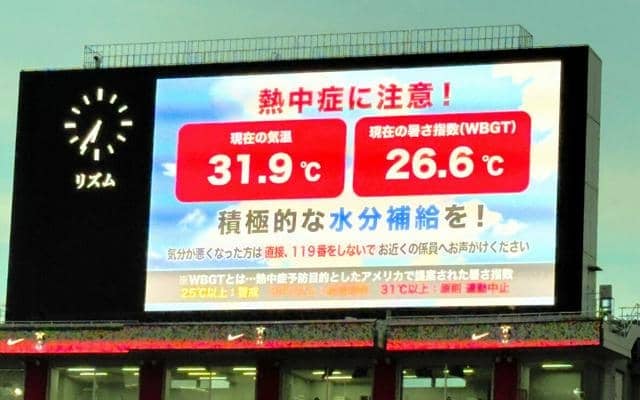 熱中症に注意！
現在の気温
31.9℃
現在の暑さ指数(WBGT)
26.6℃
積極的な水分補給を！
気分が悪くなった方は 直接、119番をしないで お近くの係員へお声がけください
※WBGTとは…熱中症予防目的としたアメリカで提案された暑さ指数
25℃以上：警戒 31℃以上：原則 運動中止
リズム